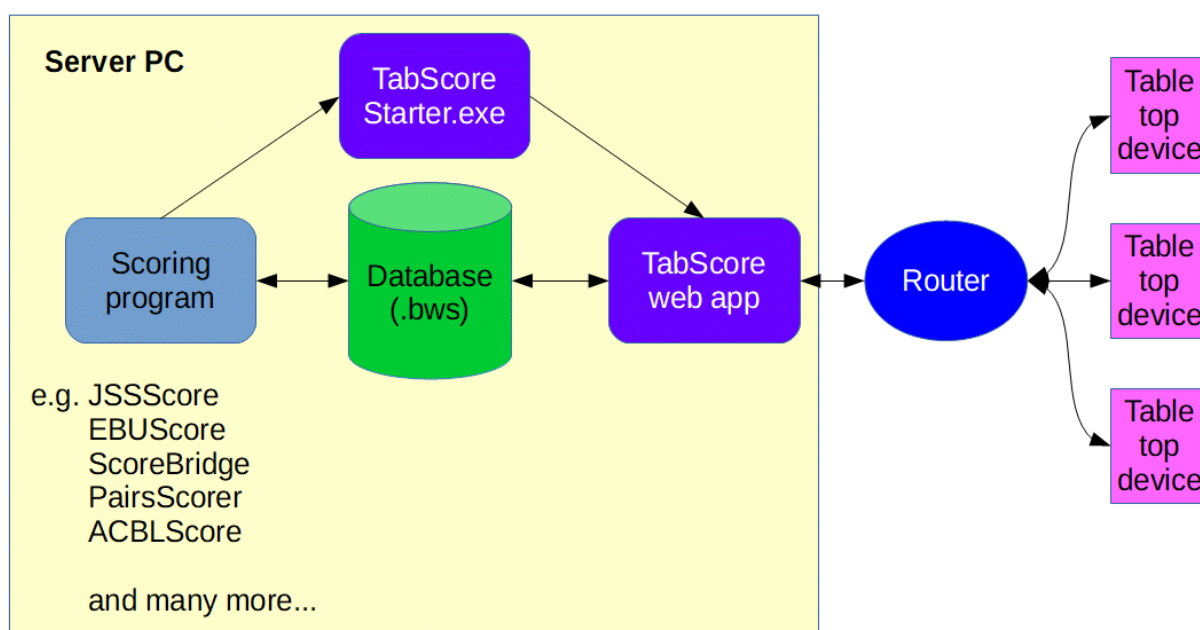 Server PC
TabScore
Starter.exe
Scoring
program
Database
(.bws)
TabScore
web app
Router
Table
top
device
Table
top
device
Table
top
device
e.g. JSSScore
EBUScore
ScoreBridge
PairsScorer
ACBLScore
and many more...